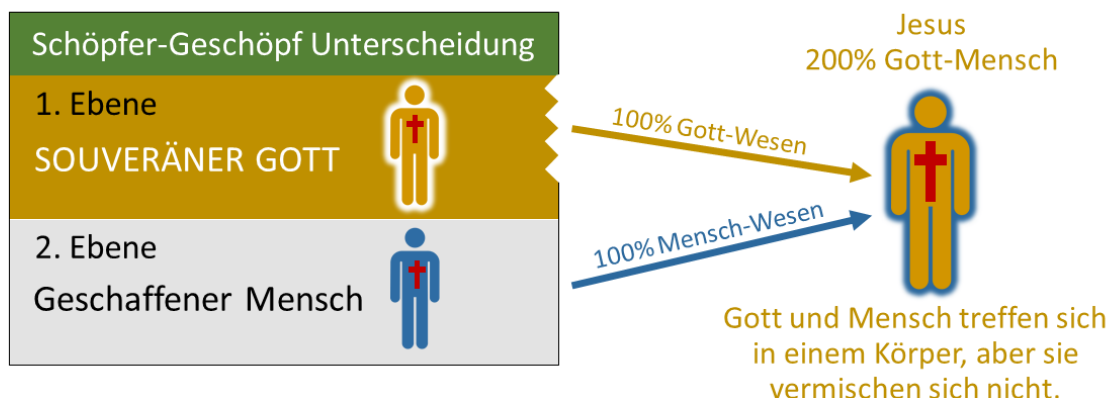 Schöpfer-Geschöpf Unterscheidung
1. Ebene
SOUVERÄNER GOTT
2. Ebene
Geschaffener Mensch
100% Gott-Wesen
100% Mensch-Wesen
Jesus
200% Gott-Mensch
Gott und Mensch treffen sich
in einem Körper, aber sie
vermischen sich nicht.